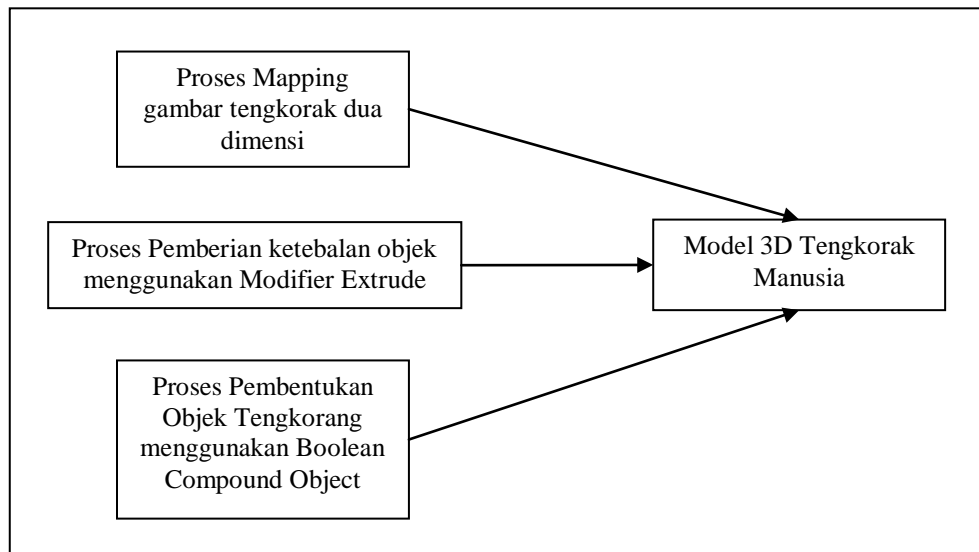 Proses Mapping
gambar tengkorak dua
dimensi
Proses Pemberian ketebalan objek
menggunakan Modifier Extrude
Model 3D Tengkorak
Manusia
Proses Pembentukan
Objek Tengkorang
menggunakan Boolean
Compound Object